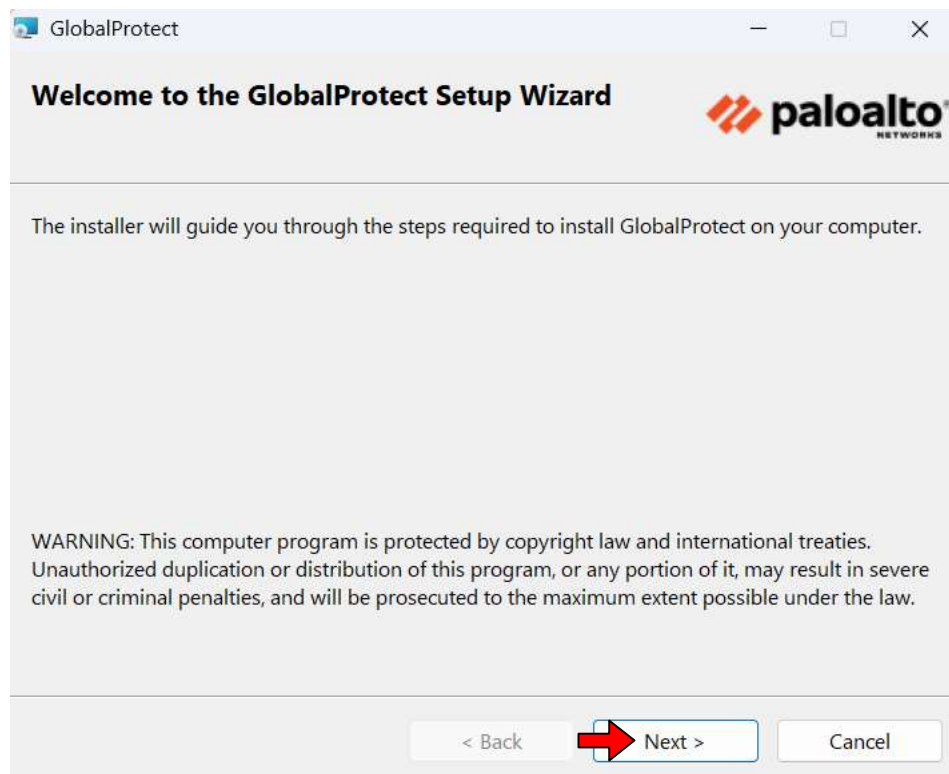 GlobalProtect
Welcome to the GlobalProtect Setup Wizard
paloalto®
NETWORKS
The installer will guide you through the steps required to install GlobalProtect on your computer.
WARNING: This computer program is protected by copyright law and international treaties.
Unauthorized duplication or distribution of this program, or any portion of it, may result in severe
civil or criminal penalties, and will be prosecuted to the maximum extent possible under the law.
< Back
Next >
Cancel